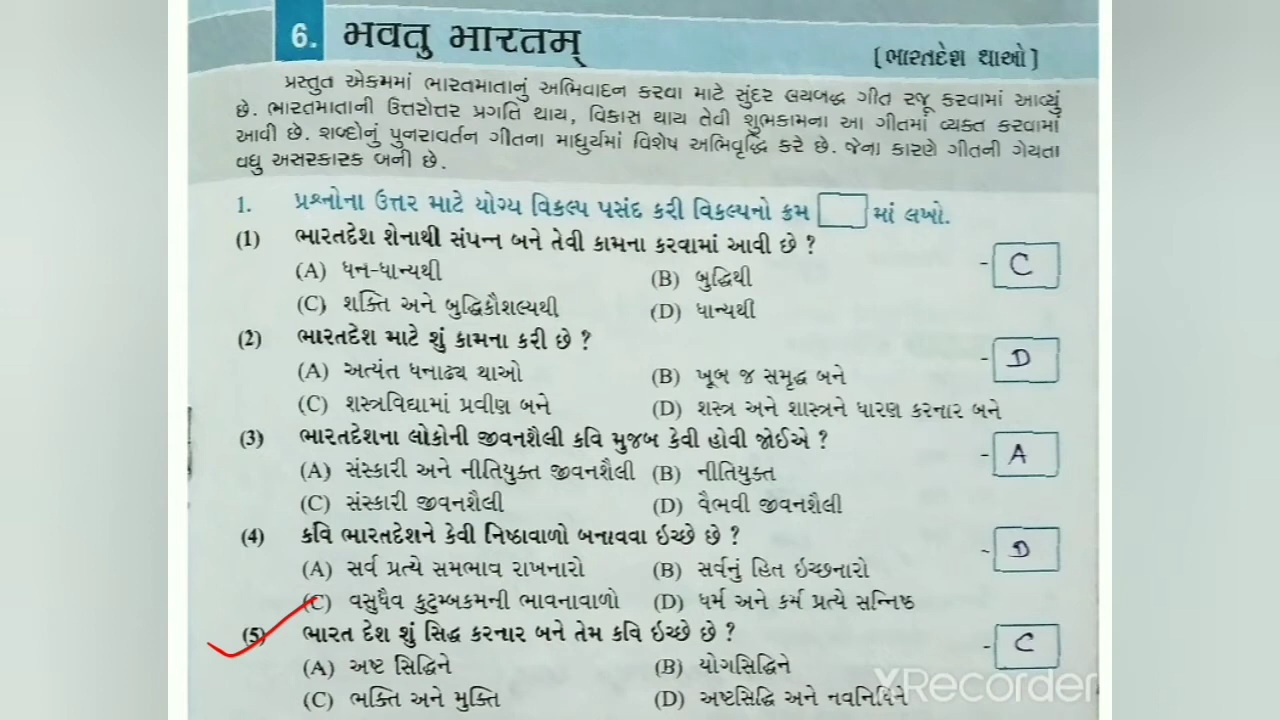 6. ભવતુ ભારતમ્
[ભારતદેશ થાઓ]
પ્રસ્તુત એકમમાં ભારતમાતાનું અભિવાદન કરવા માટે સુંદર લયબદ્ધ ગીત રજૂ કરવામાં આવ્યું
છે. ભારતમાતાની ઉત્તરોત્તર પ્રગતિ થાય, વિકાસ થાય તેવી શુભકામના આ ગીતમાં વ્યક્ત કરવામાં
આવી છે. શબ્દોનું પુનરાવર્તન ગીતના માધુર્યમાં વિશેષ અભિવૃદ્ધિ કરે છે. જેના કારણે ગીતની ગેયતા
વધુ અસરકારક બની છે.
1. પ્રશ્નોના ઉત્તર માટે યોગ્ય વિકલ્પ પસંદ કરી વિકલ્પનો ક્રમ માં લખો.
(1) ભારતદેશ શેનાથી સંપન્ન બને તેવી કામના કરવામાં આવી છે ? - C
(A) ધન-ધાન્યથી (B) બુદ્ધિથી
(C) શક્તિ અને બુદ્ધિકૌશલ્યથી (D) ધાન્યથી
(2) ભારતદેશ માટે શું કામના કરી છે ? - D
(A) અત્યંત ધનાઢ્ય થાઓ (B) ખૂબ જ સમૃદ્ધ બને
(C) શસ્ત્રવિદ્યામાં પ્રવીણ બને (D) શસ્ત્ર અને શાસ્ત્રને ધારણ કરનાર બને
(3) ભારતદેશના લોકોની જીવનશૈલી કવિ મુજબ કેવી હોવી જોઈએ ? - A
(A) સંસ્કારી અને નીતિયુક્ત જીવનશૈલી (B) નીતિયુક્ત
(C) સંસ્કારી જીવનશૈલી (D) વૈભવી જીવનશૈલી
(4) કવિ ભારતદેશને કેવી નિષ્ઠાવાળો બનાવવા ઇચ્છે છે ? - D
(A) સર્વ પ્રત્યે સમભાવ રાખનારો (B) સર્વનું હિત ઇચ્છનારો
(C) વસુધૈવ કુટુમ્બકમની ભાવનાવાળો (D) ધર્મ અને કર્મ પ્રત્યે સન્નિષ્ઠ
(5) ભારત દેશ શું સિદ્ધ કરનાર બને તેમ કવિ ઇચ્છે છે ? - C
(A) અષ્ટ સિદ્ધિને (B) યોગસિદ્ધિને
(C) ભક્તિ અને મુક્તિ (D) અષ્ટસિદ્ધિ અને નવનિધિને
XRecorder